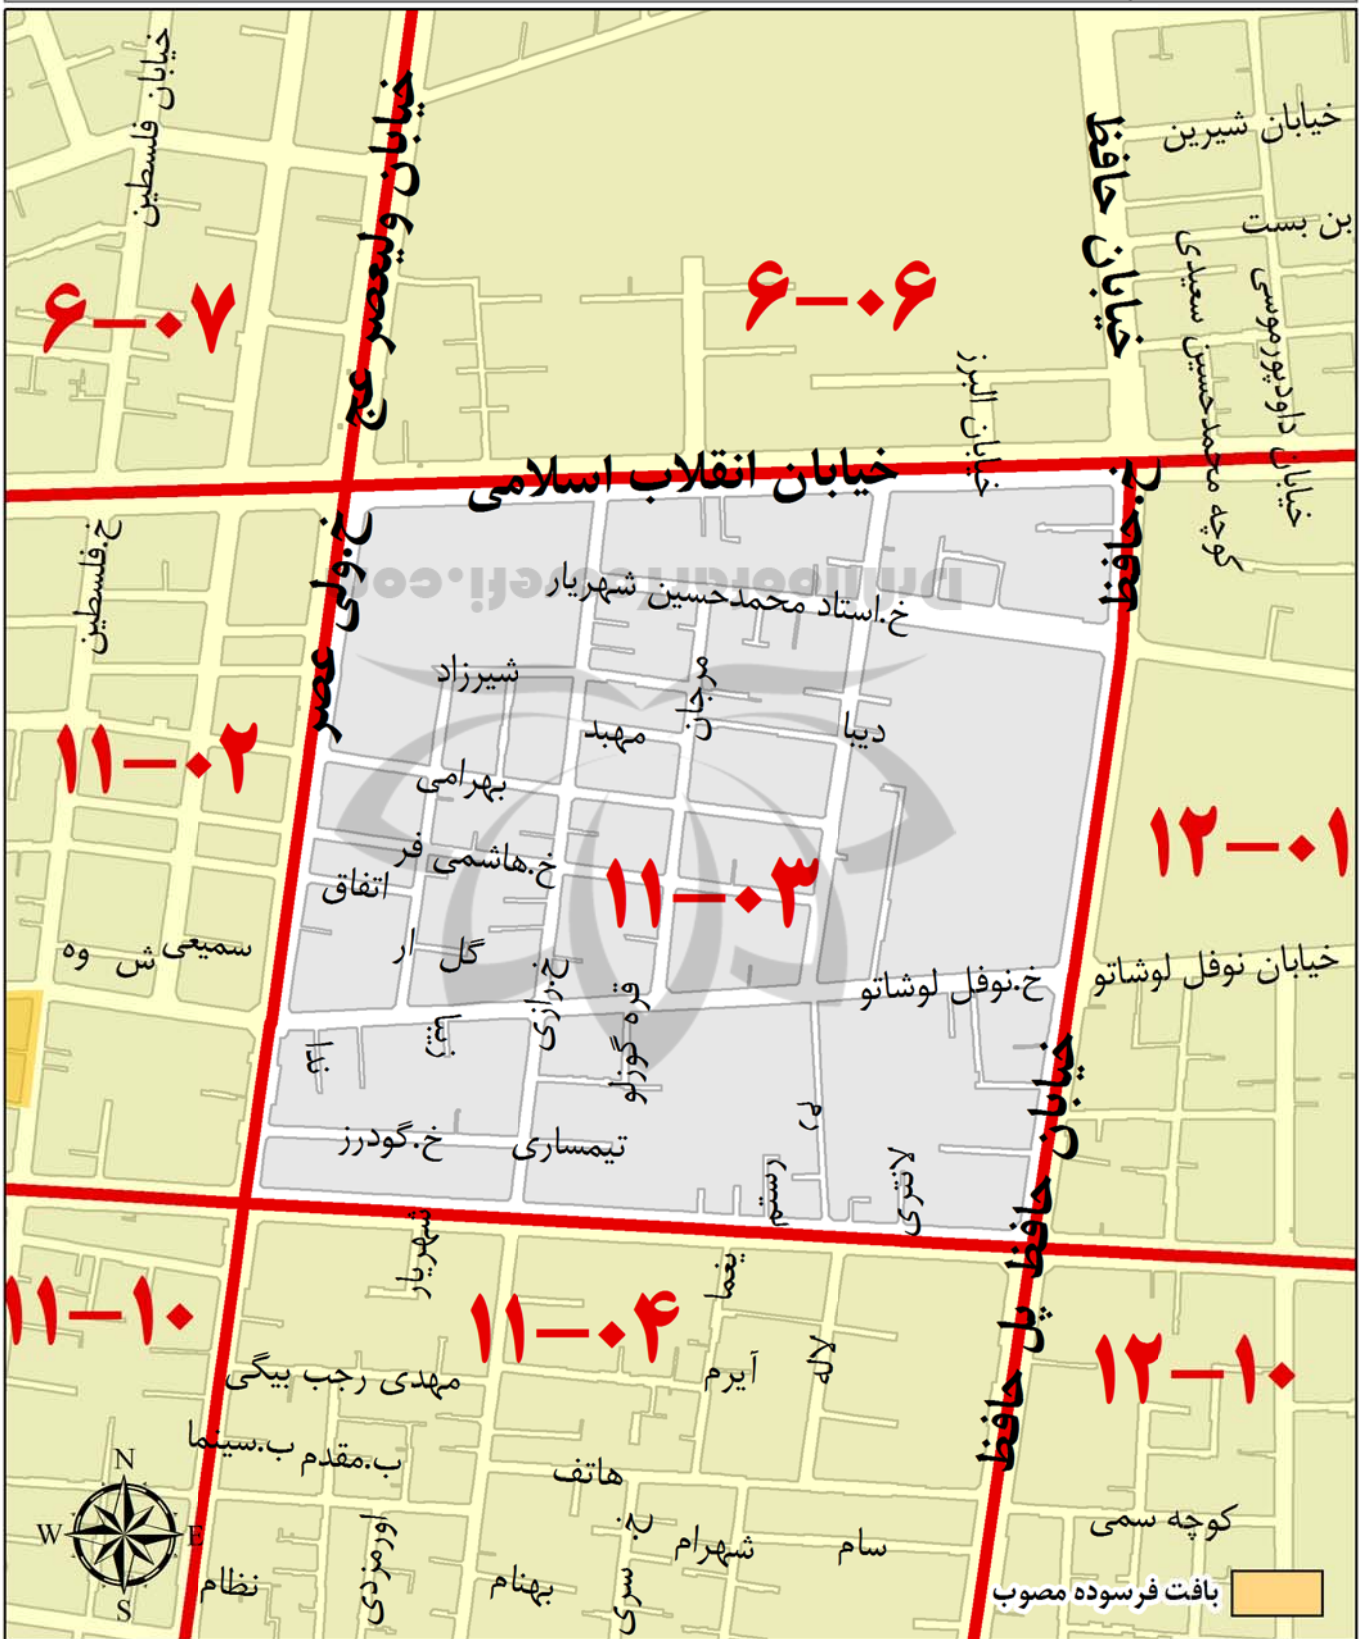 خیابان فلسطین
خیابان ولیعصر عج
خیابان حافظ
خیابان شیرین
بن بست
کوچه محمدحسین سعیدی
خیابان داودپورموسی
۶-۰۷
۶-۰۶
خیابان البرز
خیابان انقلاب اسلامی
خ.حافظ
خ.فلسطین
خ.ولی عصر
خ.استاد محمدحسین شهریار
شیرزاد
مرجان
مهبد
دیبا
۱۱-۰۲
بهرامی
خ.هاشمی فر
اتفاق
۱۱-۰۳
۱۲-۰۱
سمیعی
ش وه
گل ار
خ.رازی
قره گوزلو
خ.نوفل لوشاتو
خیابان نوفل لوشاتو
خیابان حافظ
خ.گودرز
تیمساری
رستم
لانتری
شهریار
یغما
۱۱-۱۰
۱۱-۰۴
لاله
آیرم
پل حافظ
۱۲-۱۰
مهدی رجب بیگی
ب.سینما
ب.مقدم
هاتف
N
W
E
S
اورمزدی
خ. سری
شهرام
سام
کوچه سمی
نظام
بهنام
بافت فرسوده مصوب